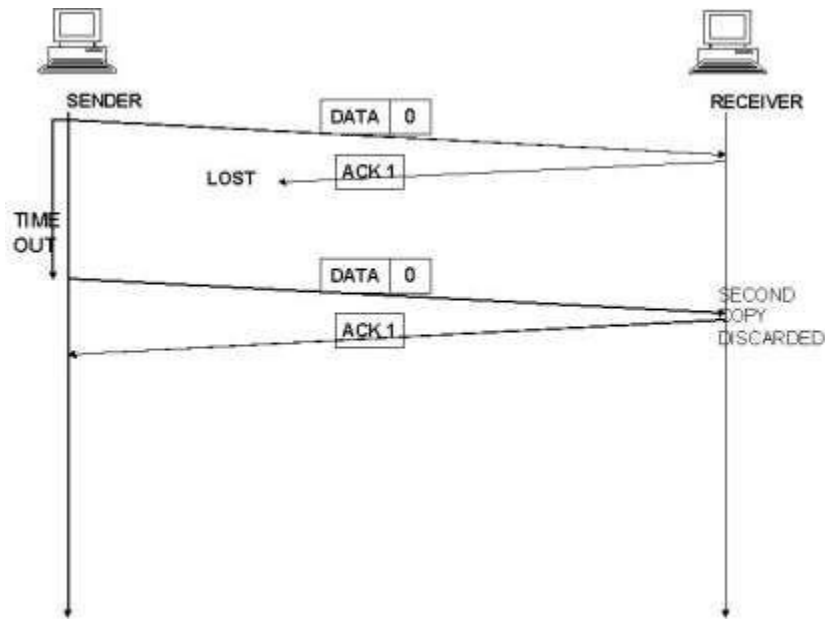 SENDER
RECEIVER
DATA 0
ACK 1
LOST
TIME
OUT
DATA 0
SECOND
COPY
DISCARDED
ACK 1